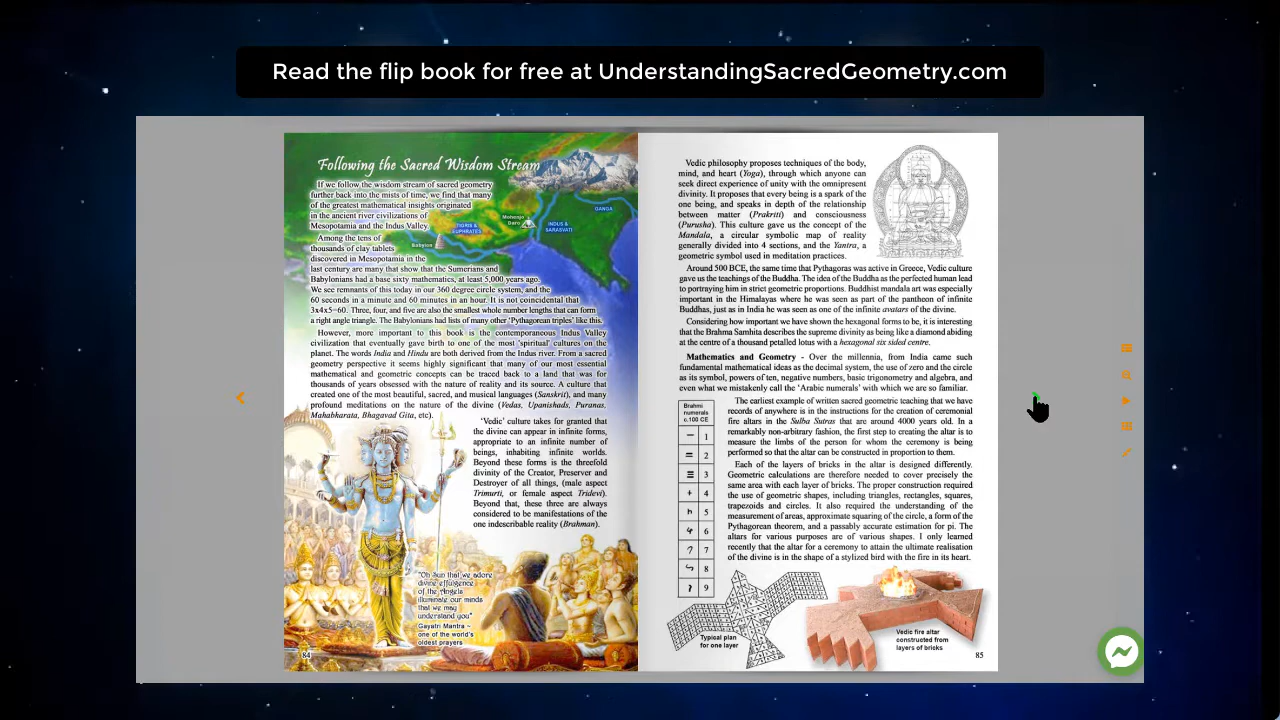 Read the flip book for free at UnderstandingSacredGeometry.com
Following the Sacred Wisdom Stream
If we follow the wisdom stream of sacred geometry
further back into the mists of time, we find that many
of the greatest mathematical insights originated
in the ancient river civilizations of
Mesopotamia and the Indus Valley.
Among the tens of
thousands of clay tablets
discovered in Mesopotamia in the
last century are many that show that the Sumerians and
Babylonians had a base sixty mathematics, at least 5,000 years ago.
We see remnants of this today in our 360 degree circle system, and the
60 seconds in a minute and 60 minutes in an hour. It is not coincidental that
3x4x5=60. Three, four, and five are also the smallest whole number lengths that can form
a right angle triangle. The Babylonians had lists of many other 'Pythagorean triples' like this.
TIGRIS &
EUPHRATES
Babylon
Mohenjo
Daro
INDUS &
SARASVATI
GANGA
However, more important to this book is the contemporaneous Indus Valley
civilization that eventually gave birth to one of the most 'spiritual' cultures on the
planet. The words India and Hindu are both derived from the Indus river. From a sacred
geometry perspective it seems highly significant that many of our most essential
mathematical and geometric concepts can be traced back to a land that was for
thousands of years obsessed with the nature of reality and its source. A culture that
created one of the most beautiful, sacred, and musical languages (Sanskrit), and many
profound meditations on the nature of the divine (Vedas, Upanishads, Puranas,
Mahabharata, Bhagavad Gita, etc).
'Vedic' culture takes for granted that
the divine can appear in infinite forms,
appropriate to an infinite number of
beings, inhabiting infinite worlds.
Beyond these forms is the threefold
divinity of the Creator, Preserver and
Destroyer of all things, (male aspect
Trimurti, or female aspect Tridevi).
Beyond that, these three are always
considered to be manifestations of the
one indescribable reality (Brahman).
"Oh Sun that we adore
divine effulgence
of the Angels
illuminate our minds
that we may
understand you"
Gayatri Mantra ~
one of the world's
oldest prayers
84
Vedic philosophy proposes techniques of the body,
mind, and heart (Yoga), through which anyone can
seek direct experience of unity with the omnipresent
divinity. It proposes that every being is a spark of the
one being, and speaks in depth of the relationship
between matter (Prakriti) and consciousness
(Purusha). This culture gave us the concept of the
Mandala, a circular symbolic map of reality
generally divided into 4 sections, and the Yantra, a
geometric symbol used in meditation practices.
Around 500 BCE, the same time that Pythagoras was active in Greece, Vedic culture
gave us the teachings of the Buddha. The idea of the Buddha as the perfected human lead
to portraying him in strict geometric proportions. Buddhist mandala art was especially
important in the Himalayas where he was seen as part of the pantheon of infinite
Buddhas, just as in India he was seen as one of the infinite avatars of the divine.
Considering how important we have shown the hexagonal forms to be, it is interesting
that the Brahma Samhita describes the supreme divinity as being like a diamond abiding
at the centre of a thousand petalled lotus with a hexagonal six sided centre.
Mathematics and Geometry - Over the millennia, from India came such
fundamental mathematical ideas as the decimal system, the use of zero and the circle
as its symbol, powers of ten, negative numbers, basic trigonometry and algebra, and
even what we mistakenly call the 'Arabic numerals' with which we are so familiar.
Brahmi
numerals
c.100 CE
1
2
3
4
5
6
7
8
9
The earliest example of written sacred geometric teaching that we have
records of anywhere is in the instructions for the creation of ceremonial
fire altars in the Sulba Sutras that are around 4000 years old. In a
remarkably non-arbitrary fashion, the first step to creating the altar is to
measure the limbs of the person for whom the ceremony is being
performed so that the altar can be constructed in proportion to them.
Each of the layers of bricks in the altar is designed differently.
Geometric calculations are therefore needed to cover precisely the
same area with each layer of bricks. The proper construction required
the use of geometric shapes, including triangles, rectangles, squares,
trapezoids and circles. It also required the understanding of the
measurement of areas, approximate squaring of the circle, a form of the
Pythagorean theorem, and a passably accurate estimation for pi. The
altars for various purposes are of various shapes. I only learned
recently that the altar for a ceremony to attain the ultimate realisation
of the divine is in the shape of a stylized bird with the fire in its heart.
Typical plan
for one layer
Vedic fire altar
constructed from
layers of bricks
85